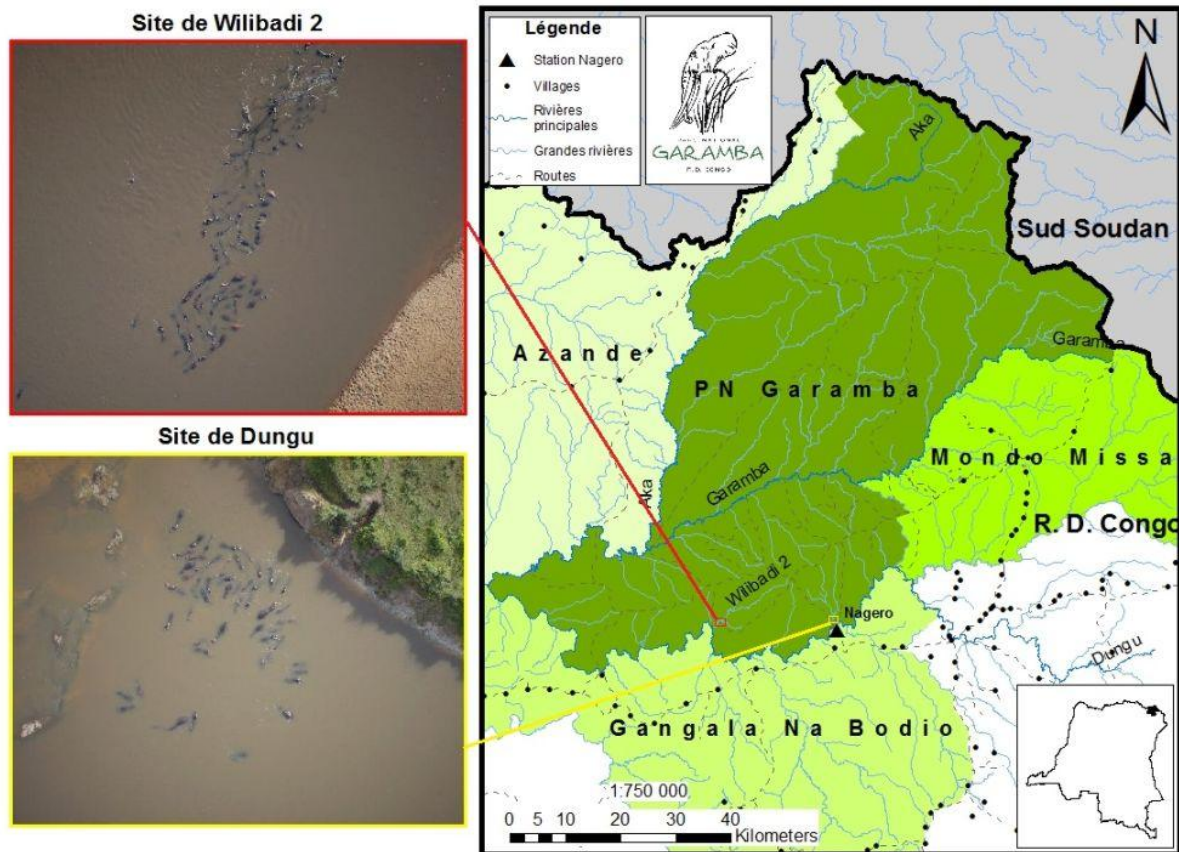 Site de Wilibadi 2
Site de Dungu
Légende
Station Nagero
Villages
Rivières
principales
Grandes rivières
Routes
GARAMBA
N
Aka
Sud Soudan
Azande
PN Garamba
Garamba
Mondo Missa
Garamba
Aka
R. D. Congo
Wilibadi 2
Nagero
Dungu
Gangala Na Bodio
1:750 000
0 5 10 20 30 40
Kilometers